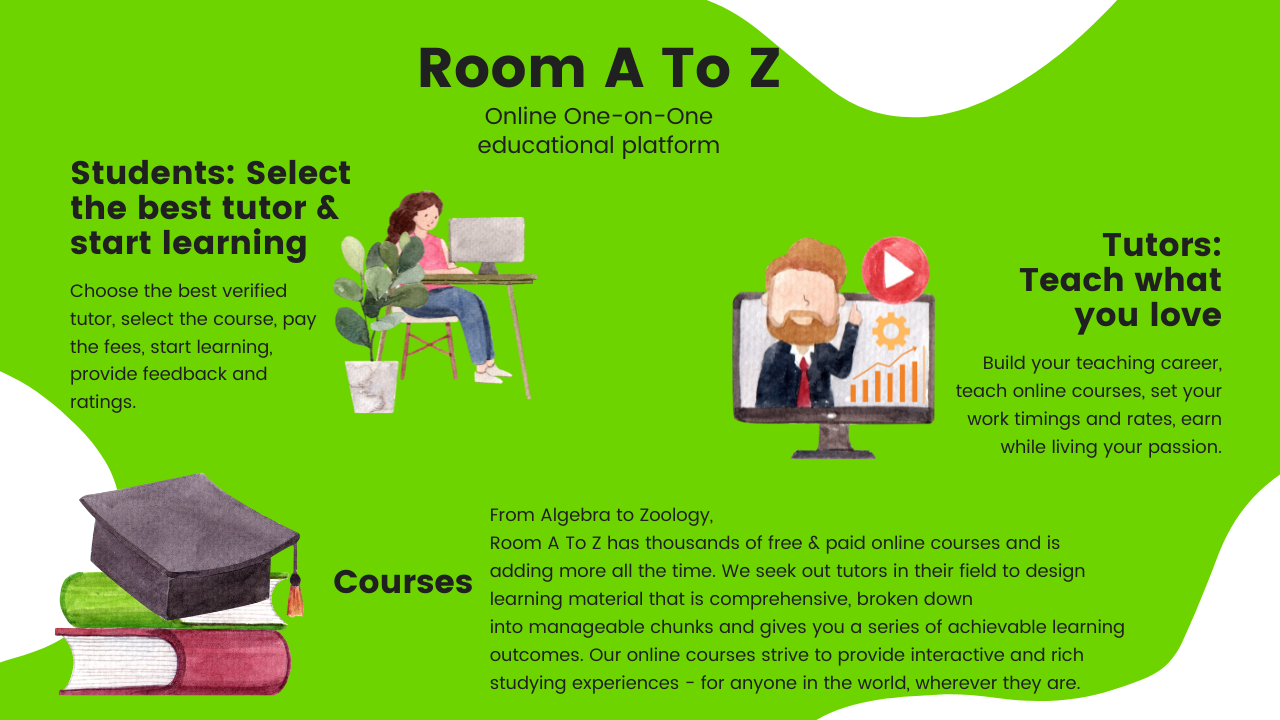 Room A To Z
Online One-on-One
educational platform
Students: Select
the best tutor &
start learning
Choose the best verified
tutor, select the course, pay
the fees, start learning,
provide feedback and
ratings.
Tutors:
Teach what
you love
Build your teaching career,
teach online courses, set your
work timings and rates, earn
while living your passion.
Courses
From Algebra to Zoology,
Room A To Z has thousands of free & paid online courses and is
adding more all the time. We seek out tutors in their field to design
learning material that is comprehensive, broken down
into manageable chunks and gives you a series of achievable learning
outcomes. Our online courses strive to provide interactive and rich
studying experiences - for anyone in the world, wherever they are.